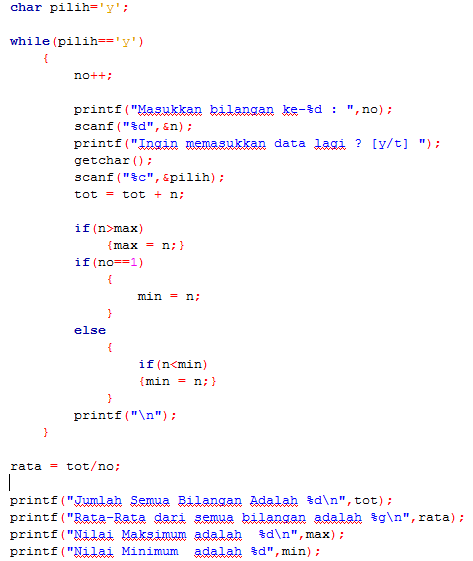 char pilih='y';
while(pilih=='y')
{
no++;
printf("Masukkan bilangan ke-%d : ",no);
scanf("%d",&n);
printf("Ingin memasukkan data lagi ? [y/t] ");
getchar();
scanf("%c",&pilih);
tot = tot + n;
if(n>max)
{max = n;}
if(no==1)
{
min = n;
}
else
{
if(n<min)
{min = n;}
}
printf("\n");
}
rata = tot/no;
printf("Jumlah Semua Bilangan Adalah %d\n",tot);
printf("Rata-Rata dari semua bilangan adalah %g\n",rata);
printf("Nilai Maksimum adalah  %d\n",max);
printf("Nilai Minimum  adalah %d",min);